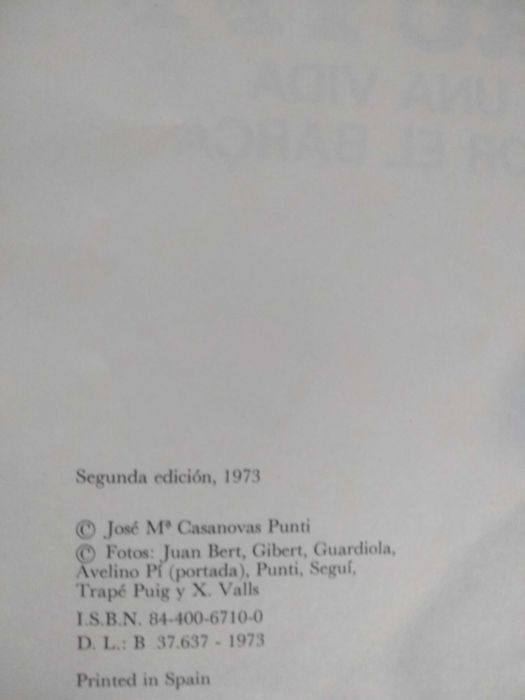 UNA VIDA
OR EL BARÇA
Segunda edición, 1973
© José Mª Casanovas Punti
© Fotos: Juan Bert, Gibert, Guardiola,
Avelino Pí (portada), Punti, Seguí,
Trapé Puig y X. Valls
I.S.B.N. 84-400-6710-0
D. L.: B 37.637 - 1973
Printed in Spain